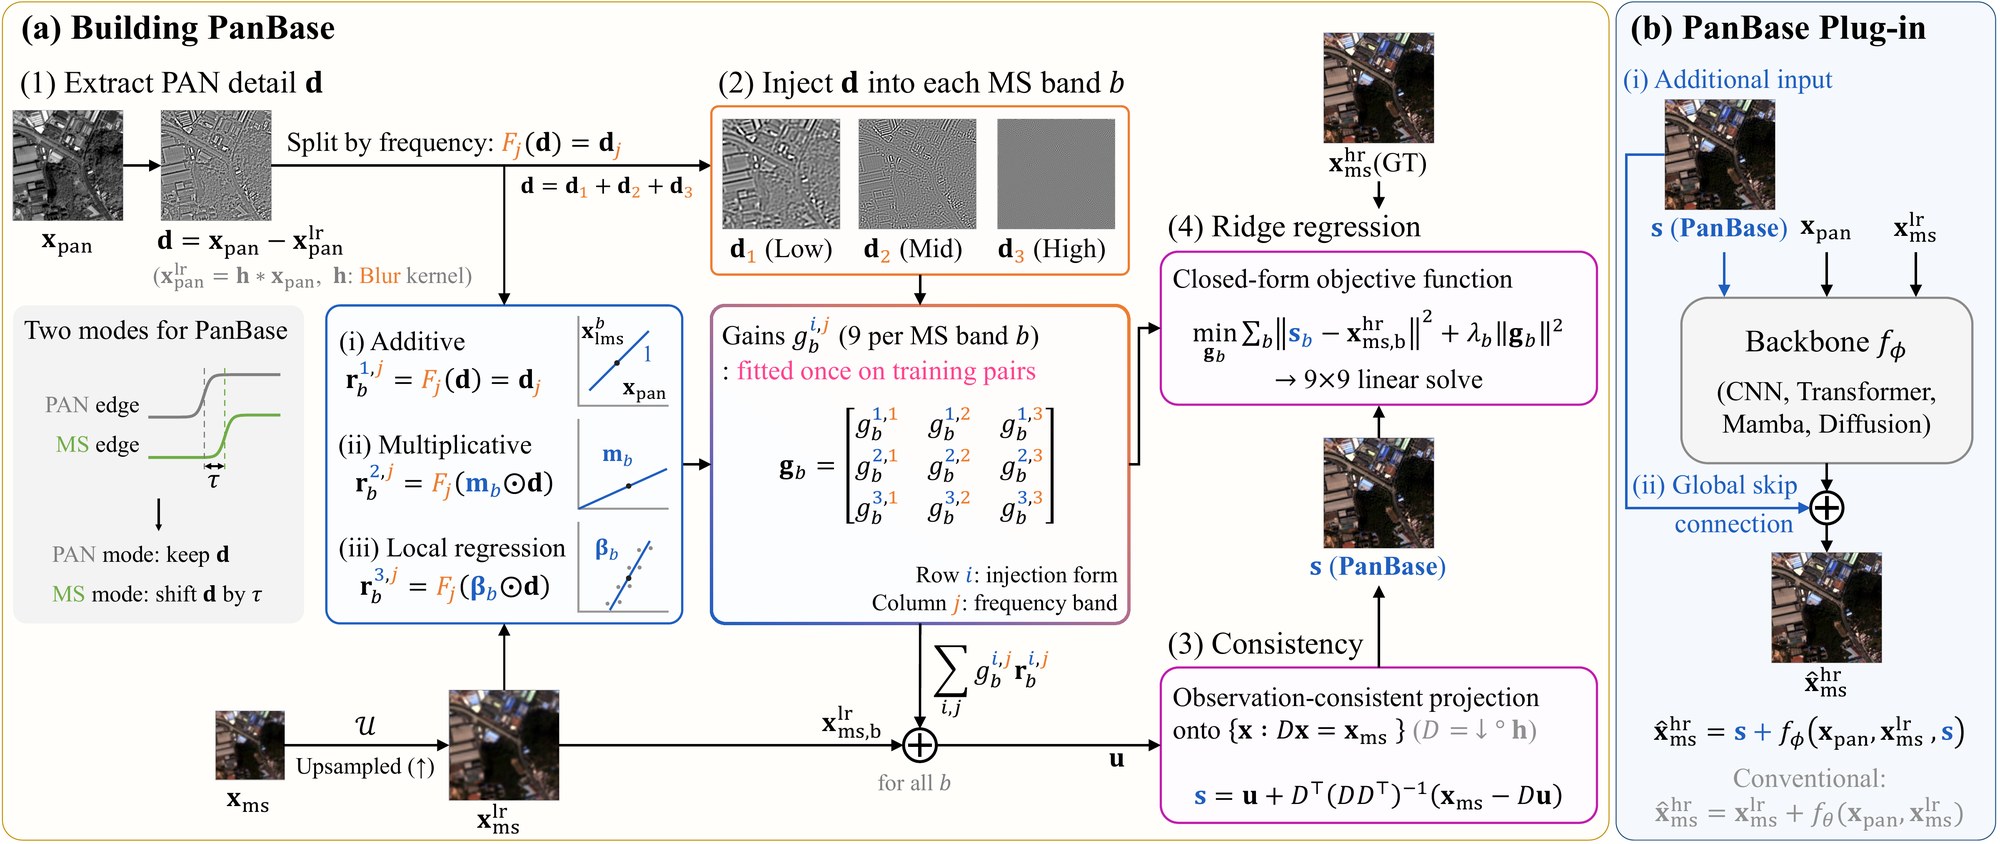 (a) Building PanBase
(1) Extract PAN detail d
x_pan
d = x_pan − x_pan^lr
(x_pan^lr = h ∗ x_pan, h: Blur kernel)
Split by frequency: F_j(d) = d_j
d = d_1 + d_2 + d_3
(2) Inject d into each MS band b
d_1 (Low)
d_2 (Mid)
d_3 (High)
Two modes for PanBase
PAN edge
MS edge
τ
PAN mode: keep d
MS mode: shift d by τ
(i) Additive
r_b^{1,j} = F_j(d) = d_j
x_lms^b
1
x_pan
(ii) Multiplicative
r_b^{2,j} = F_j(m_b⊙d)
m_b
(iii) Local regression
r_b^{3,j} = F_j(β_b⊙d)
β_b
Gains g_b^{i,j} (9 per MS band b)
: fitted once on training pairs
g_b = [ g_b^{1,1} g_b^{1,2} g_b^{1,3}
g_b^{2,1} g_b^{2,2} g_b^{2,3}
g_b^{3,1} g_b^{3,2} g_b^{3,3} ]
Row i: injection form
Column j: frequency band
∑_{i,j} g_b^{i,j} r_b^{i,j}
x_ms
𝒰
Upsampled (↑)
x_ms^lr
x_{ms,b}^lr
for all b
u
(3) Consistency
Observation-consistent projection
onto {x : Dx = x_ms } (D = ↓ ∘ h)
s = u + D^⊤(DD^⊤)^{−1}(x_ms − Du)
s (PanBase)
(4) Ridge regression
Closed-form objective function
min_{g_b} ∑_b‖s_b − x_{ms,b}^hr‖^2 + λ_b‖g_b‖^2
→ 9×9 linear solve
x_ms^hr(GT)
(b) PanBase Plug-in
(i) Additional input
s (PanBase)
x_pan
x_ms^lr
Backbone f_ϕ
(CNN, Transformer,
Mamba, Diffusion)
(ii) Global skip
connection
x̂_ms^hr
x̂_ms^hr = s + f_ϕ(x_pan, x_ms^lr , s)
Conventional:
x̂_ms^hr = x_ms^lr + f_θ(x_pan, x_ms^lr)